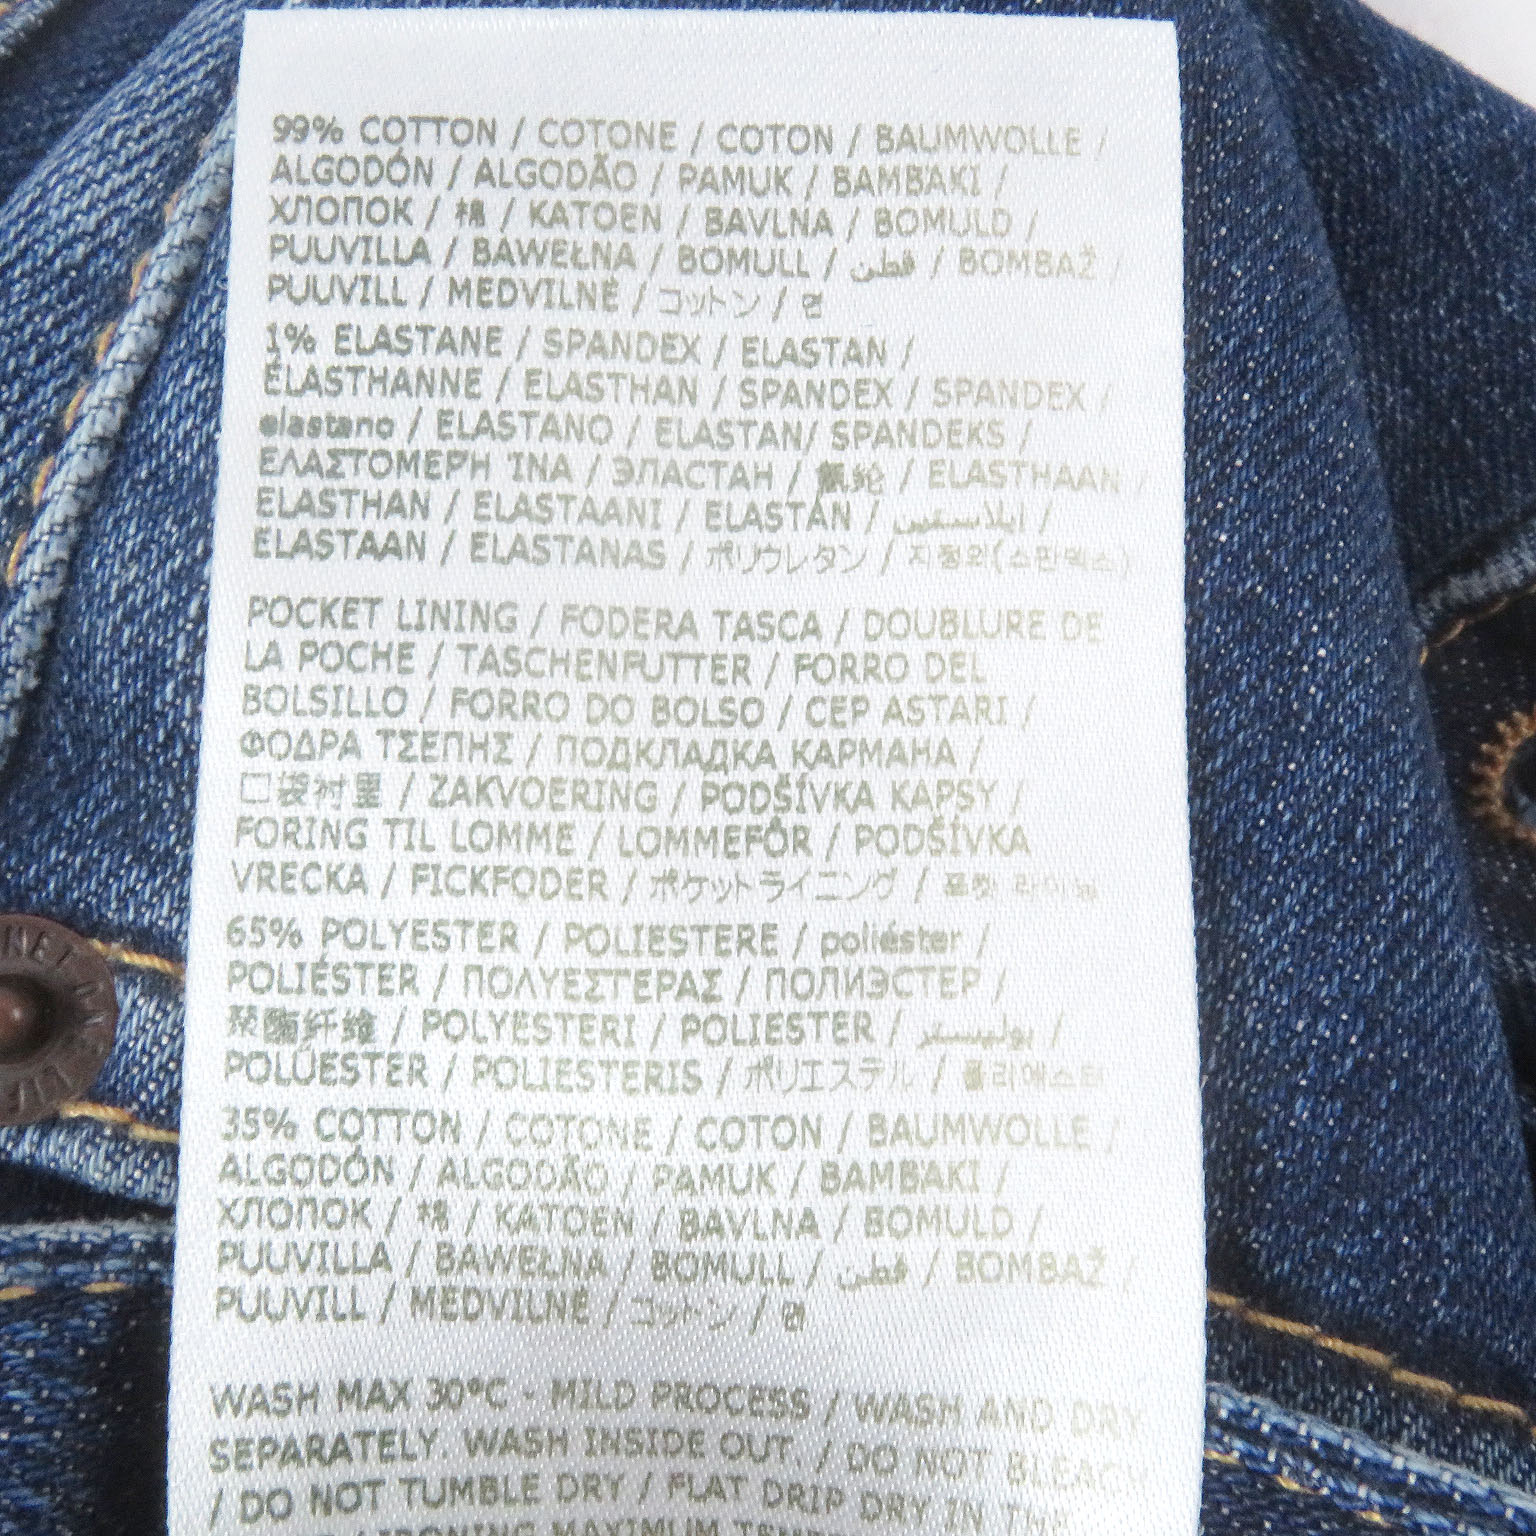 99% COTTON / COTONE / COTON / BAUMWOLLE /
ALGODÓN / ALGODÃO / PAMUK / BAMBAKI /
ХЛОПОК / 棉 / KATOEN / BAVLNA / BOMULD /
PUUVILLA / BAWEŁNA / BOMULL / قطن / BOMBAŽ /
PUUVILL / MEDVILNĖ / コットン / 면
1% ELASTANE / SPANDEX / ELASTAN /
ÉLASTHANNE / ELASTHAN / SPANDEX / SPANDEX /
elastano / ELASTANO / ELASTAN/ SPANDEKS /
ΕΛΑΣΤΟΜΕΡΗ ΊΝΑ / ЭЛАСТАН / 氨纶 / ELASTHAAN /
ELASTHAN / ELASTAANI / ELASTĀN / ايلاستين /
ELASTAAN / ELASTANAS / ポリウレタン /
POCKET LINING / FODERA TASCA / DOUBLURE DE
LA POCHE / TASCHENFUTTER / FORRO DEL
BOLSILLO / FORRO DO BOLSO / CEP ASTARI /
ΦΟΔΡΑ ΤΣΕΠΗΣ / ПОДКЛАДКА КАРМАНА /
口袋衬里 / ZAKVOERING / PODŠÍVKA KAPSY /
FORING TIL LOMME / LOMMEFÔR / PODŠÍVKA
VRECKA / FICKFODER / ポケットライニング / 포켓 라이닝
65% POLYESTER / POLIESTERE / poliéster /
POLIÉSTER / ΠΟΛΥΕΣΤΕΡΑΣ / ПОЛИЭСТЕР /
聚酯纤维 / POLYESTERI / POLIESTER / بوليستر /
POLÜESTER / POLIESTERIS / ポリエステル / 폴리에스터
35% COTTON / COTONE / COTON / BAUMWOLLE /
ALGODÓN / ALGODÃO / PAMUK / BAMBAKI /
ХЛОПОК / 棉 / KATOEN / BAVLNA / BOMULD /
PUUVILLA / BAWEŁNA / BOMULL / قطن / BOMBAŽ /
PUUVILL / MEDVILNĖ / コットン / 면
WASH MAX 30°C - MILD PROCESS / WASH AND DRY
SEPARATELY. WASH INSIDE OUT. / DO NOT BLEACH
/ DO NOT TUMBLE DRY / FLAT DRIP DRY IN THE
/ IRONING MAXIMUM